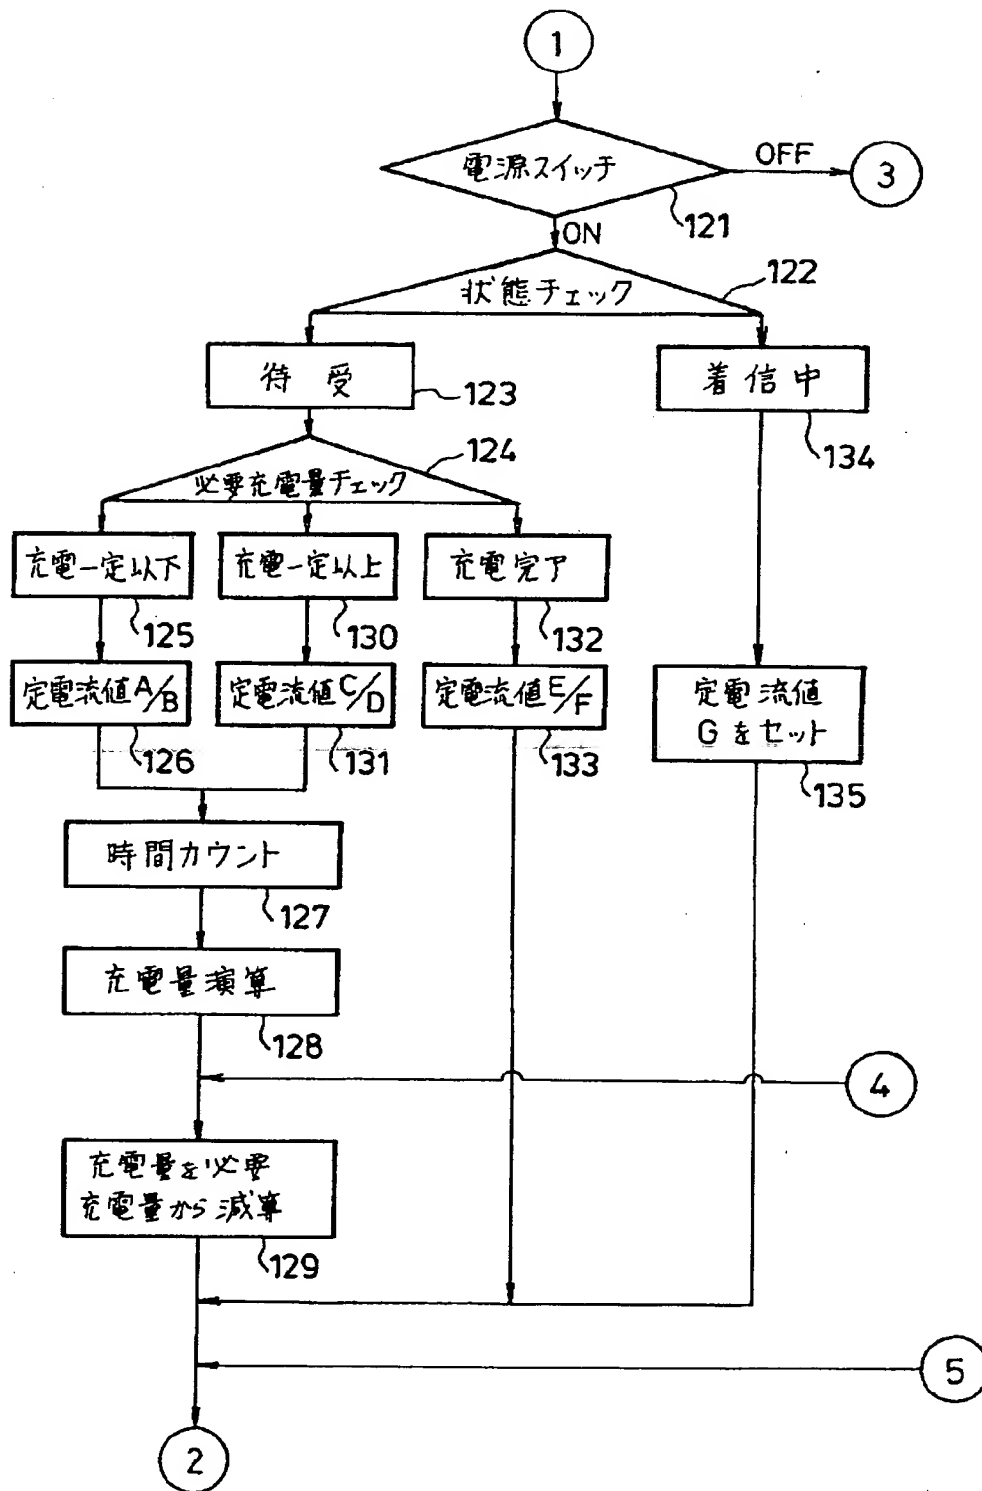 1
電源スイッチ
OFF
3
121
ON
状態チェック
122
待受
123
着信中
134
124
必要充電量チェック
充電一定以下
125
充電一定以上
130
充電完了
132
定電流値A/B
126
定電流値C/D
131
定電流値E/F
133
定電流値
Gをセット
135
時間カウント
127
充電量演算
128
4
充電量を必要
充電量から減算
129
5
2